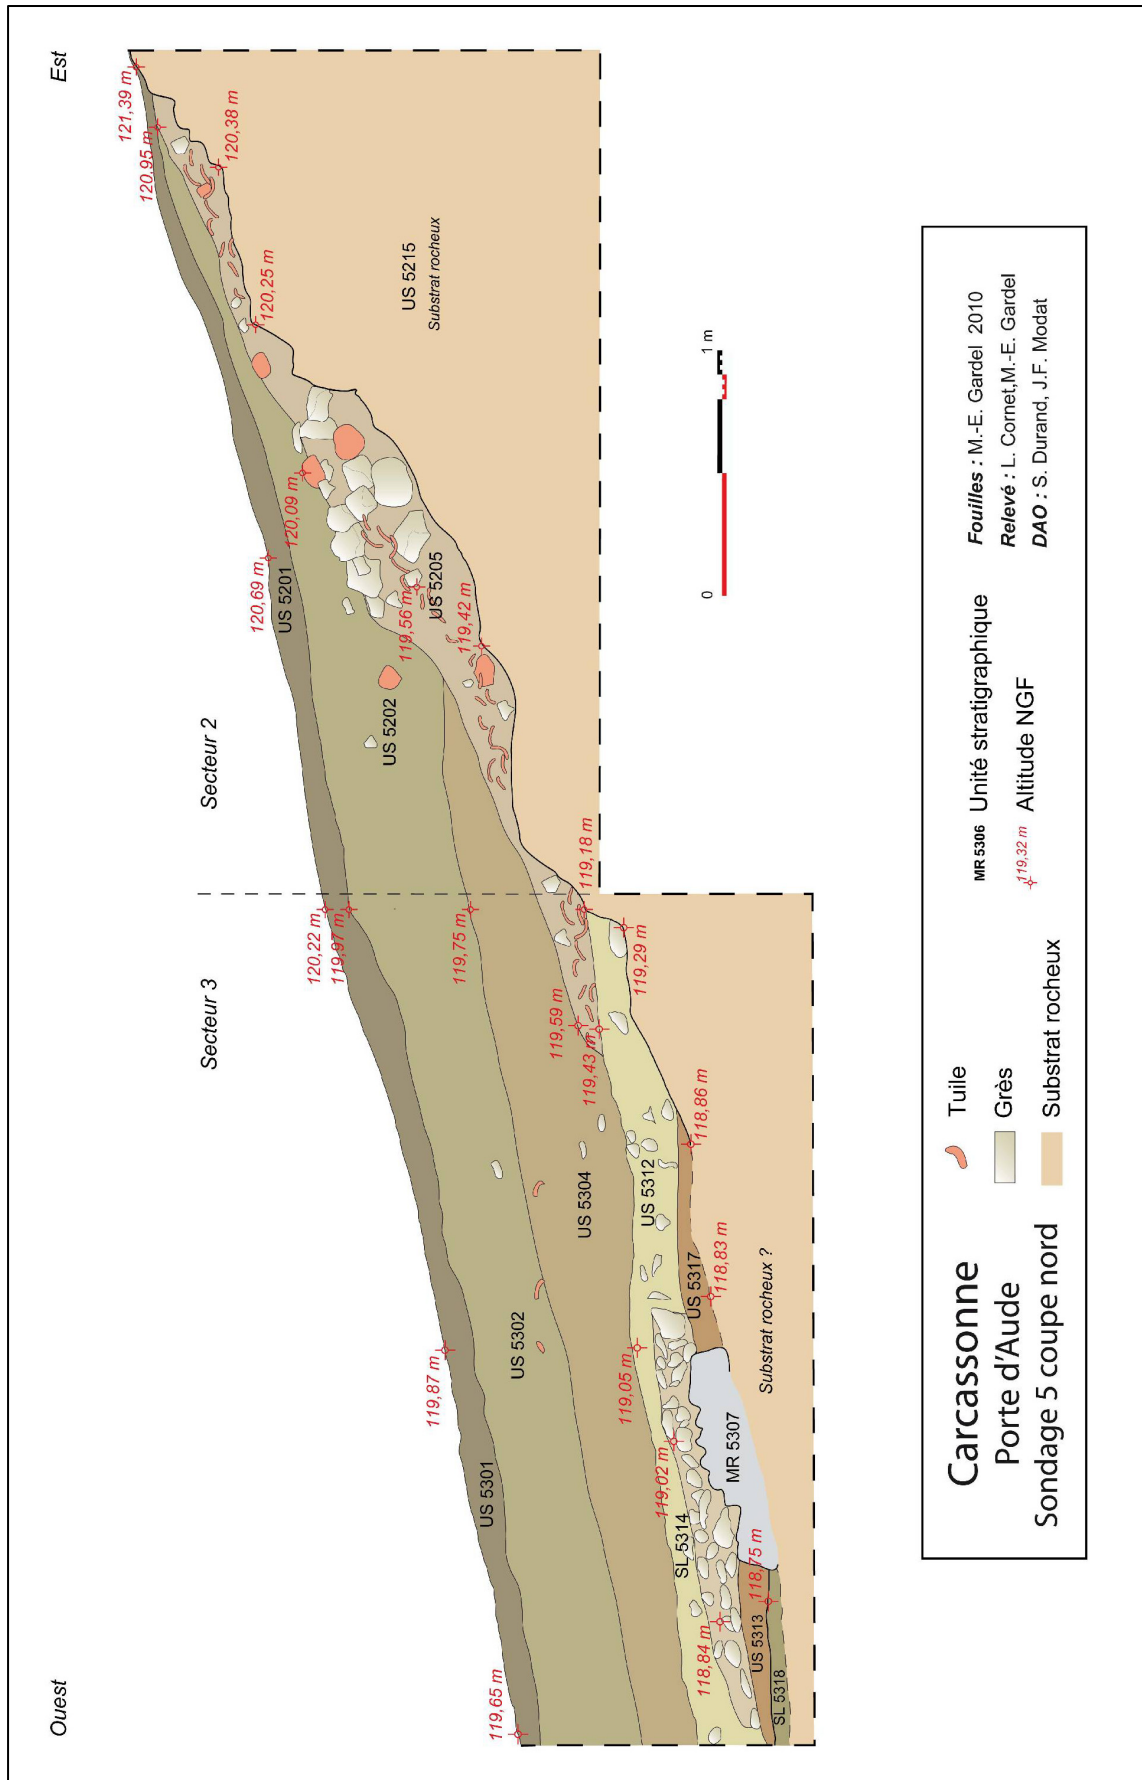 Ouest
Est
Secteur 3
Secteur 2
119,65 m
US 5301
119,87 m
US 5302
120,22 m
119,97 m
119,75 m
US 5304
119,59 m
119,43 m
119,18 m
119,29 m
US 5312
118,86 m
US 5317
118,83 m
119,05 m
119,02 m
SL 5314
118,84 m
MR 5307
118,75 m
US 5313
SL 5318
Substrat rocheux ?
120,69 m
US 5201
120,09 m
US 5202
119,56 m
US 5205
119,42 m
120,25 m
120,95 m
121,39 m
120,38 m
US 5215
Substrat rocheux
0
1 m
Carcassonne
Porte d'Aude
Sondage 5 coupe nord
Tuile
Grès
Substrat rocheux
MR 5306 Unité stratigraphique
119,32 m Altitude NGF
Fouilles : M.-E. Gardel 2010
Relevé : L. Cornet,M.-E. Gardel
DAO : S. Durand, J.F. Modat